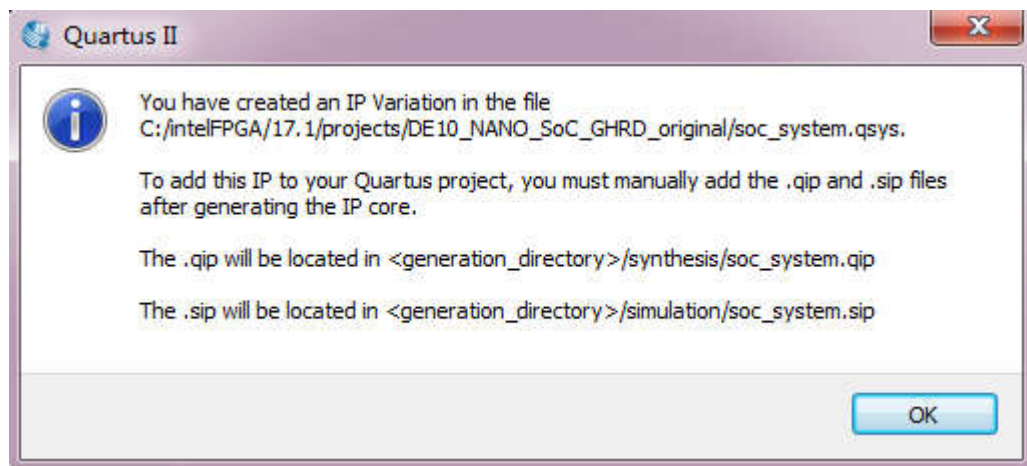 Quartus II
You have created an IP Variation in the file
C:/intelFPGA/17.1/projects/DE10_NANO_SoC_GHRD_original/soc_system.qsys.
To add this IP to your Quartus project, you must manually add the .qip and .sip files
after generating the IP core.
The .qip will be located in <generation_directory>/synthesis/soc_system.qip
The .sip will be located in <generation_directory>/simulation/soc_system.sip
OK